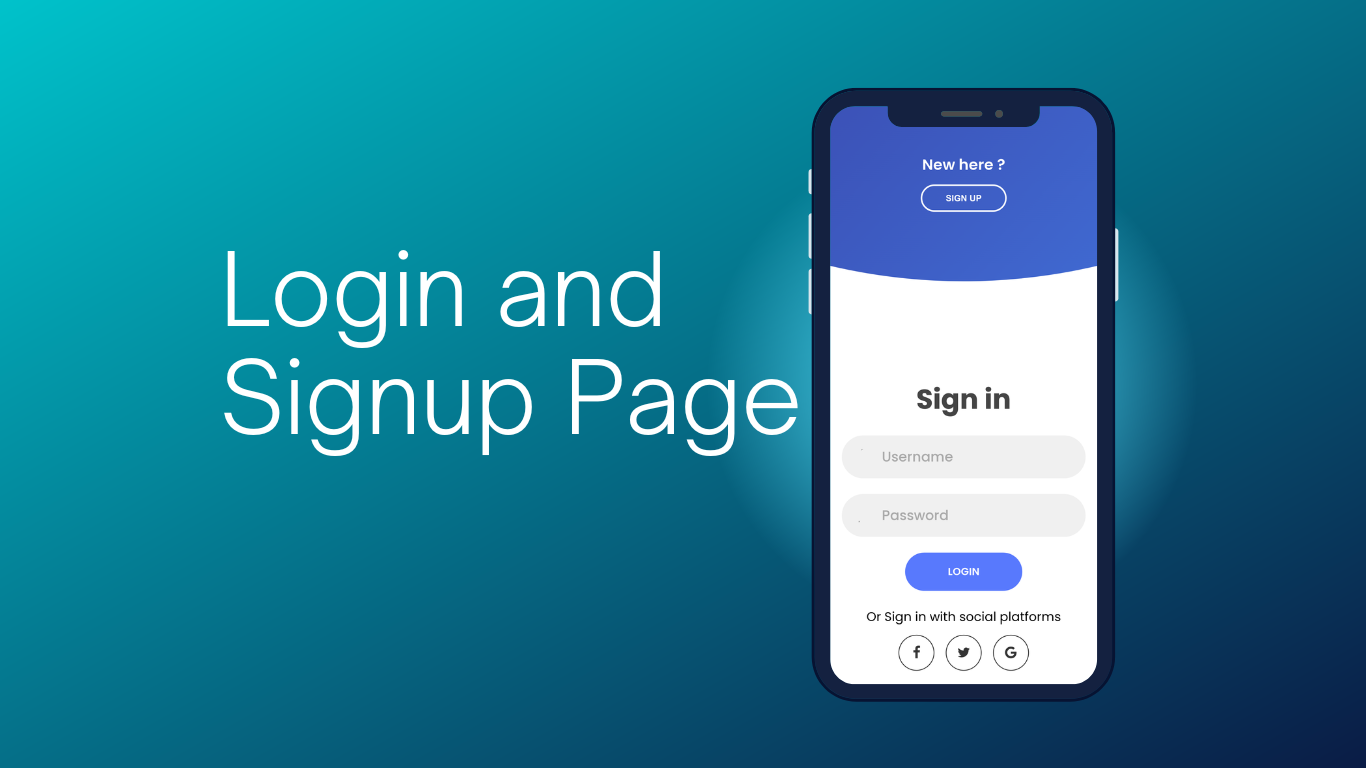 Login and
Signup Page
New here ?
SIGN UP
Sign in
Username
Password
LOGIN
Or Sign in with social platforms